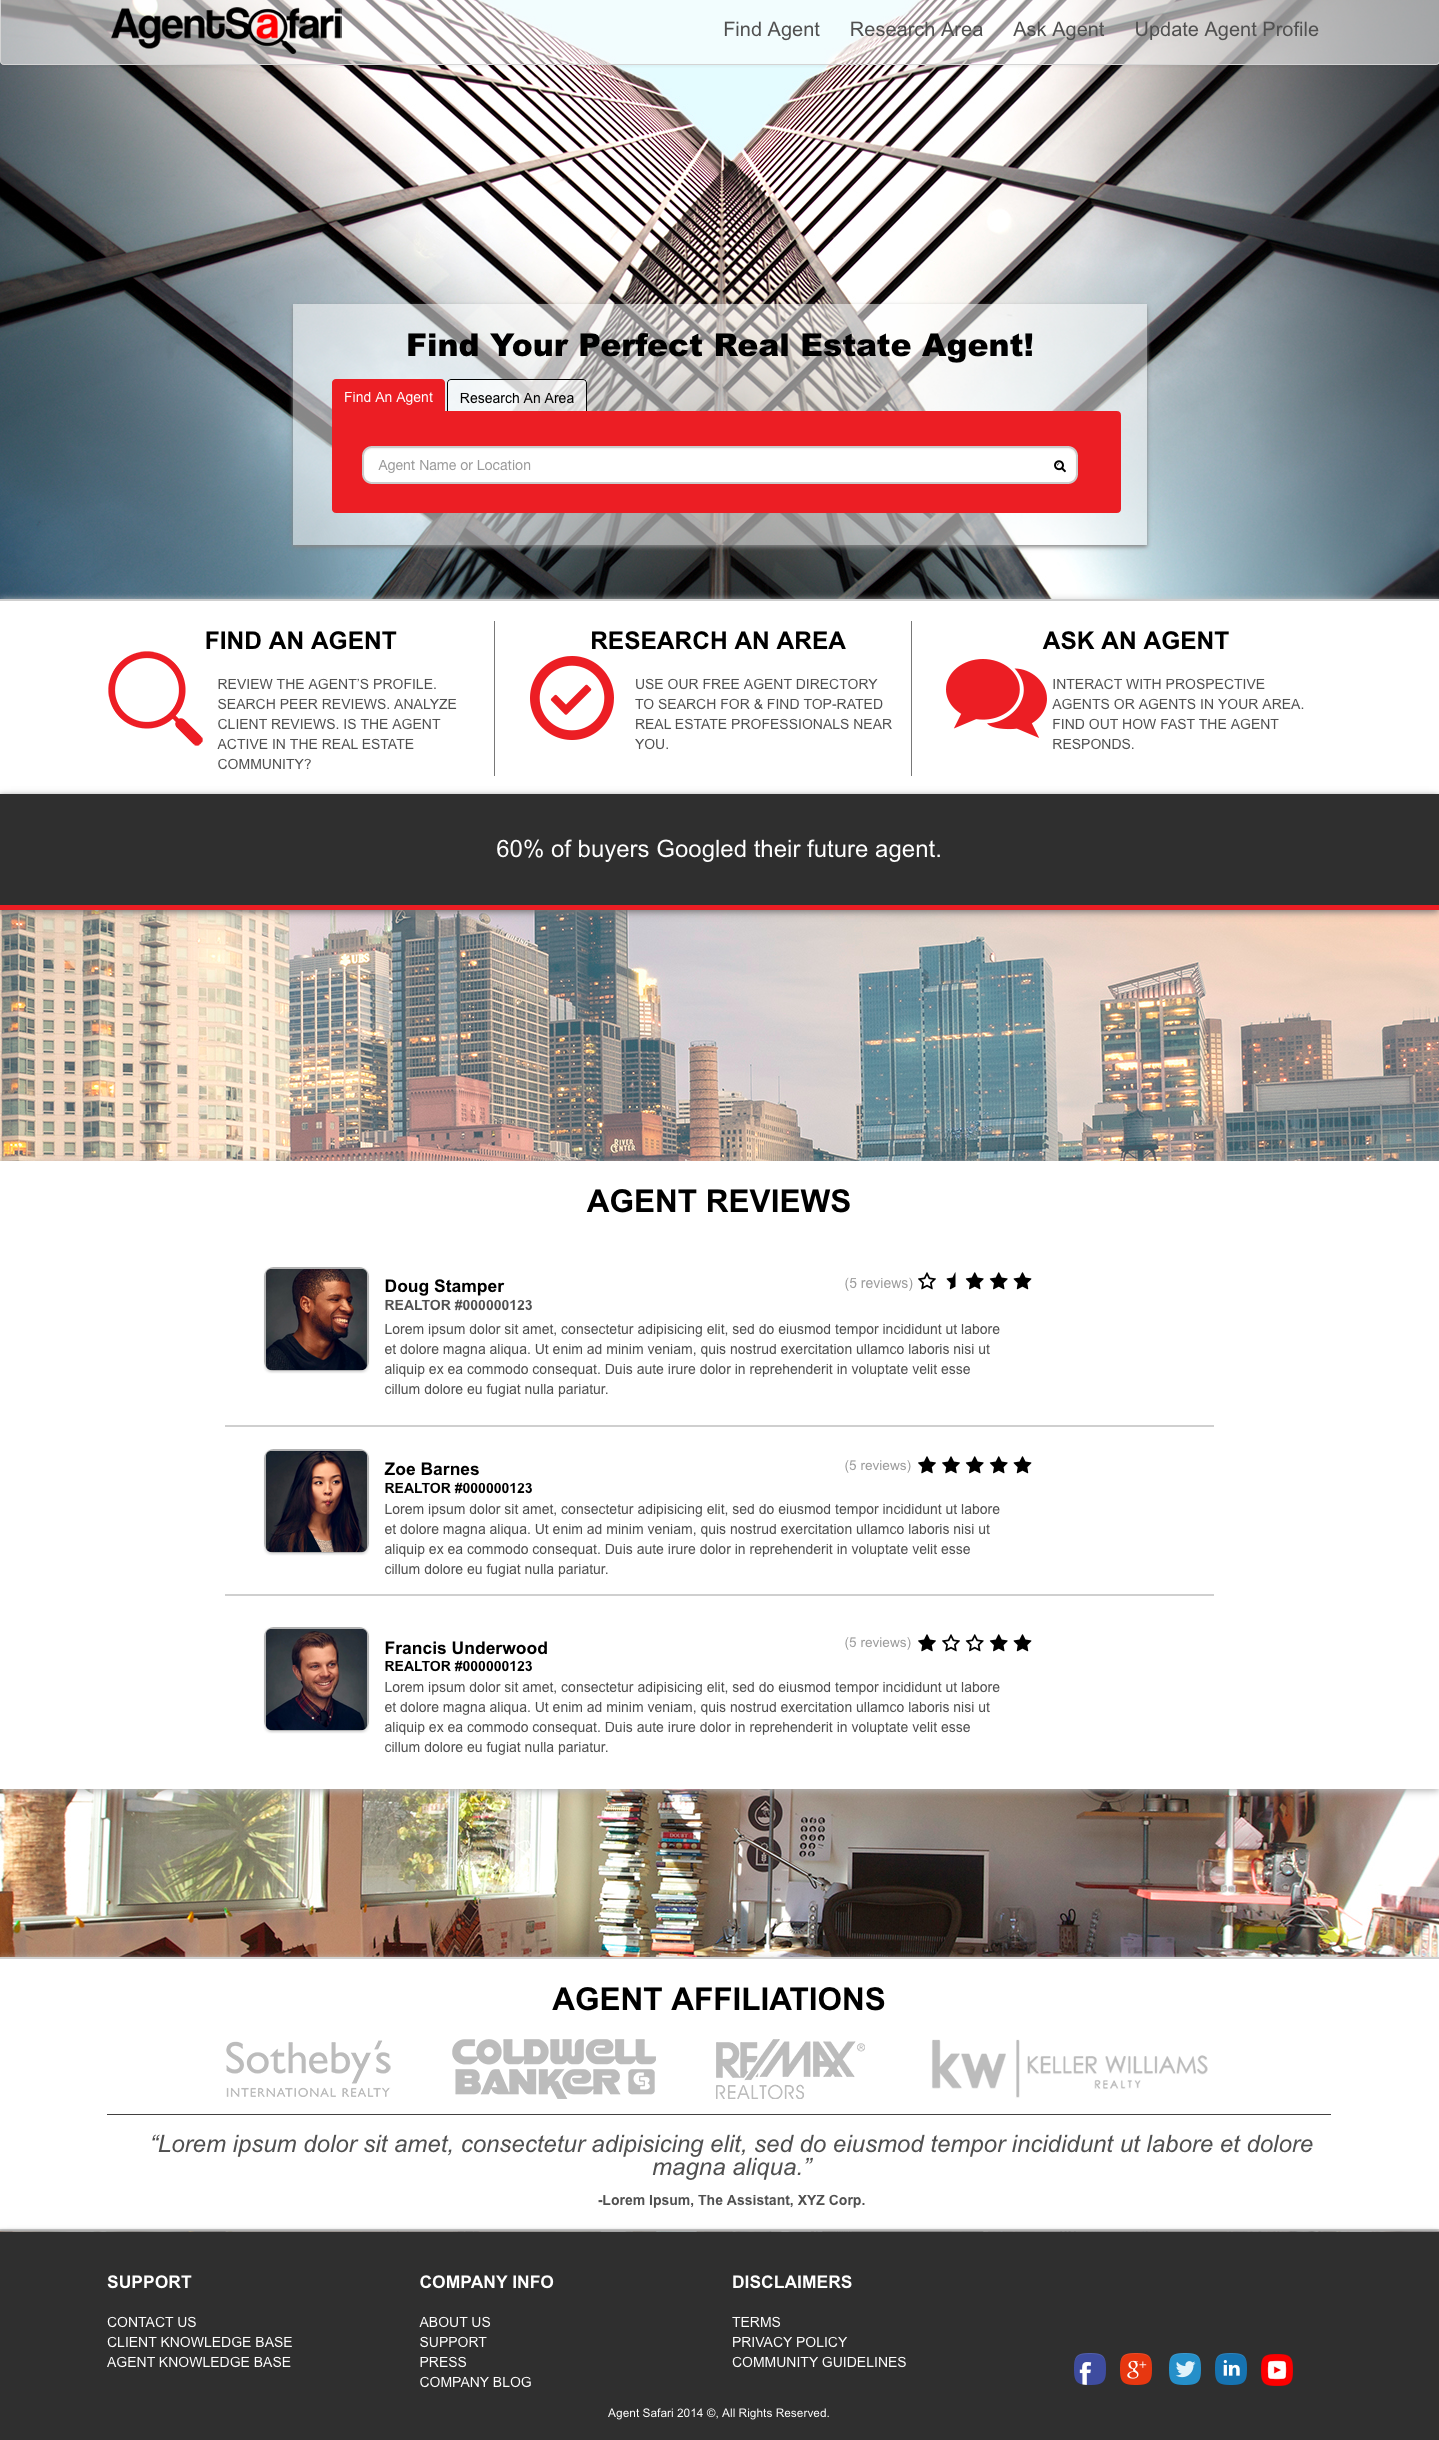 AgentSafari
Find Agent Research Area Ask Agent Update Agent Profile
Find Your Perfect Real Estate Agent!
Find An Agent Research An Area
Agent Name or Location
FIND AN AGENT
REVIEW THE AGENT'S PROFILE.
SEARCH PEER REVIEWS. ANALYZE
CLIENT REVIEWS. IS THE AGENT
ACTIVE IN THE REAL ESTATE
COMMUNITY?
RESEARCH AN AREA
USE OUR FREE AGENT DIRECTORY
TO SEARCH FOR & FIND TOP-RATED
REAL ESTATE PROFESSIONALS NEAR
YOU.
ASK AN AGENT
INTERACT WITH PROSPECTIVE
AGENTS OR AGENTS IN YOUR AREA.
FIND OUT HOW FAST THE AGENT
RESPONDS.
60% of buyers Googled their future agent.
UBS
RIVER
CENTER
AGENT REVIEWS
Doug Stamper
(5 reviews)
REALTOR #000000123
Lorem ipsum dolor sit amet, consectetur adipisicing elit, sed do eiusmod tempor incididunt ut labore
et dolore magna aliqua. Ut enim ad minim veniam, quis nostrud exercitation ullamco laboris nisi ut
aliquip ex ea commodo consequat. Duis aute irure dolor in reprehenderit in voluptate velit esse
cillum dolore eu fugiat nulla pariatur.
Zoe Barnes
(5 reviews)
REALTOR #000000123
Lorem ipsum dolor sit amet, consectetur adipisicing elit, sed do eiusmod tempor incididunt ut labore
et dolore magna aliqua. Ut enim ad minim veniam, quis nostrud exercitation ullamco laboris nisi ut
aliquip ex ea commodo consequat. Duis aute irure dolor in reprehenderit in voluptate velit esse
cillum dolore eu fugiat nulla pariatur.
Francis Underwood
(5 reviews)
REALTOR #000000123
Lorem ipsum dolor sit amet, consectetur adipisicing elit, sed do eiusmod tempor incididunt ut labore
et dolore magna aliqua. Ut enim ad minim veniam, quis nostrud exercitation ullamco laboris nisi ut
aliquip ex ea commodo consequat. Duis aute irure dolor in reprehenderit in voluptate velit esse
cillum dolore eu fugiat nulla pariatur.
AGENT AFFILIATIONS
Sotheby's
INTERNATIONAL REALTY
COLDWELL
BANKER CB
RE/MAX®
REALTORS
kw KELLER WILLIAMS
REALTY
“Lorem ipsum dolor sit amet, consectetur adipisicing elit, sed do eiusmod tempor incididunt ut labore et dolore
magna aliqua.”
-Lorem Ipsum, The Assistant, XYZ Corp.
SUPPORT
CONTACT US
CLIENT KNOWLEDGE BASE
AGENT KNOWLEDGE BASE
COMPANY INFO
ABOUT US
SUPPORT
PRESS
COMPANY BLOG
DISCLAIMERS
TERMS
PRIVACY POLICY
COMMUNITY GUIDELINES
f g+ in
Agent Safari 2014 ©, All Rights Reserved.